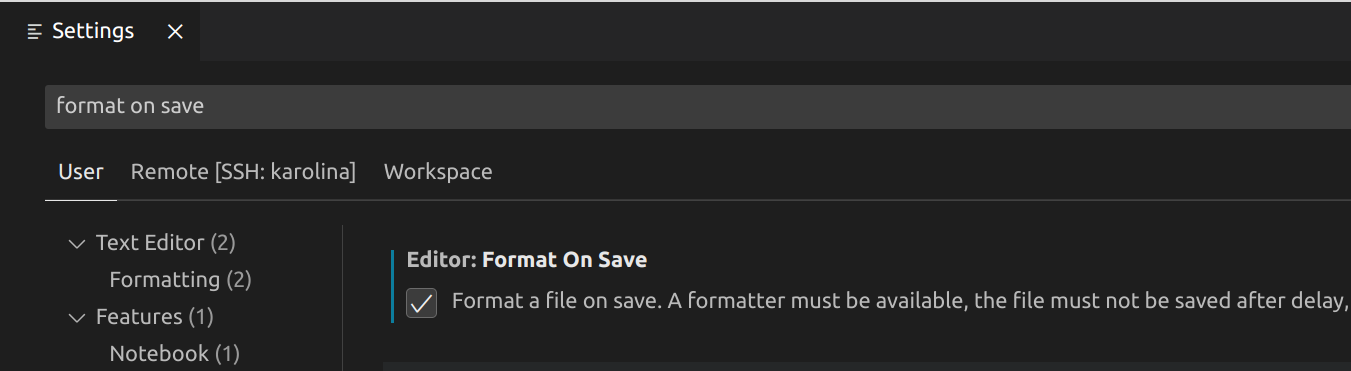 Settings
format on save
User Remote [SSH: karolina] Workspace
Text Editor (2)
Formatting (2)
Features (1)
Notebook (1)
Editor: Format On Save
Format a file on save. A formatter must be available, the file must not be saved after delay,